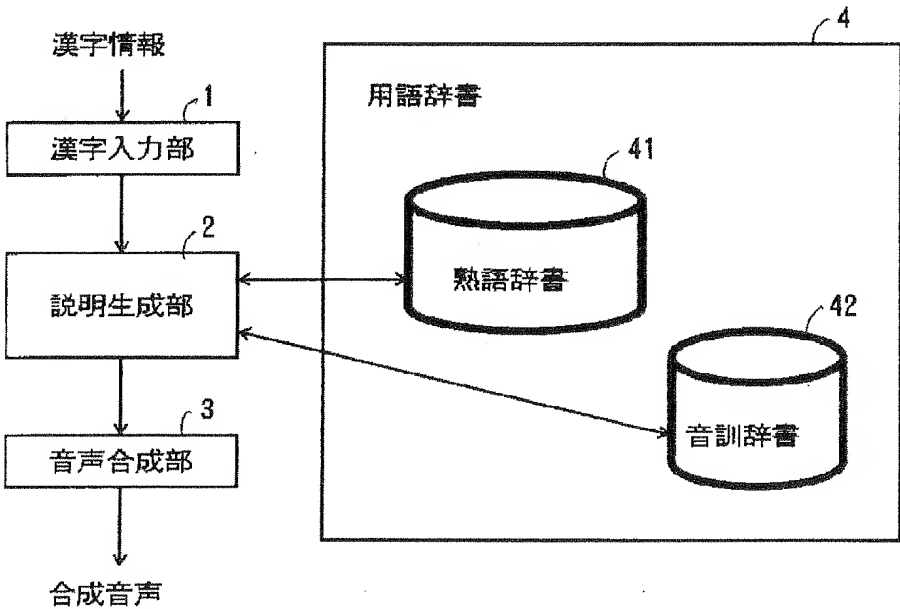 漢字情報
1
漢字入力部
2
説明生成部
3
音声合成部
合成音声
4
用語辞書
41
熟語辞書
42
音訓辞書